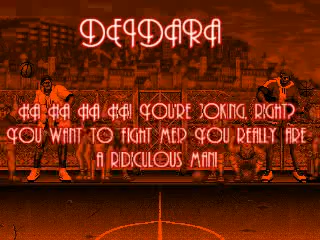 DEIDARA
HA HA HA HA! YOU'RE JOKING, RIGHT?
YOU WANT TO FIGHT ME? YOU REALLY ARE
A RIDICULOUS MAN!